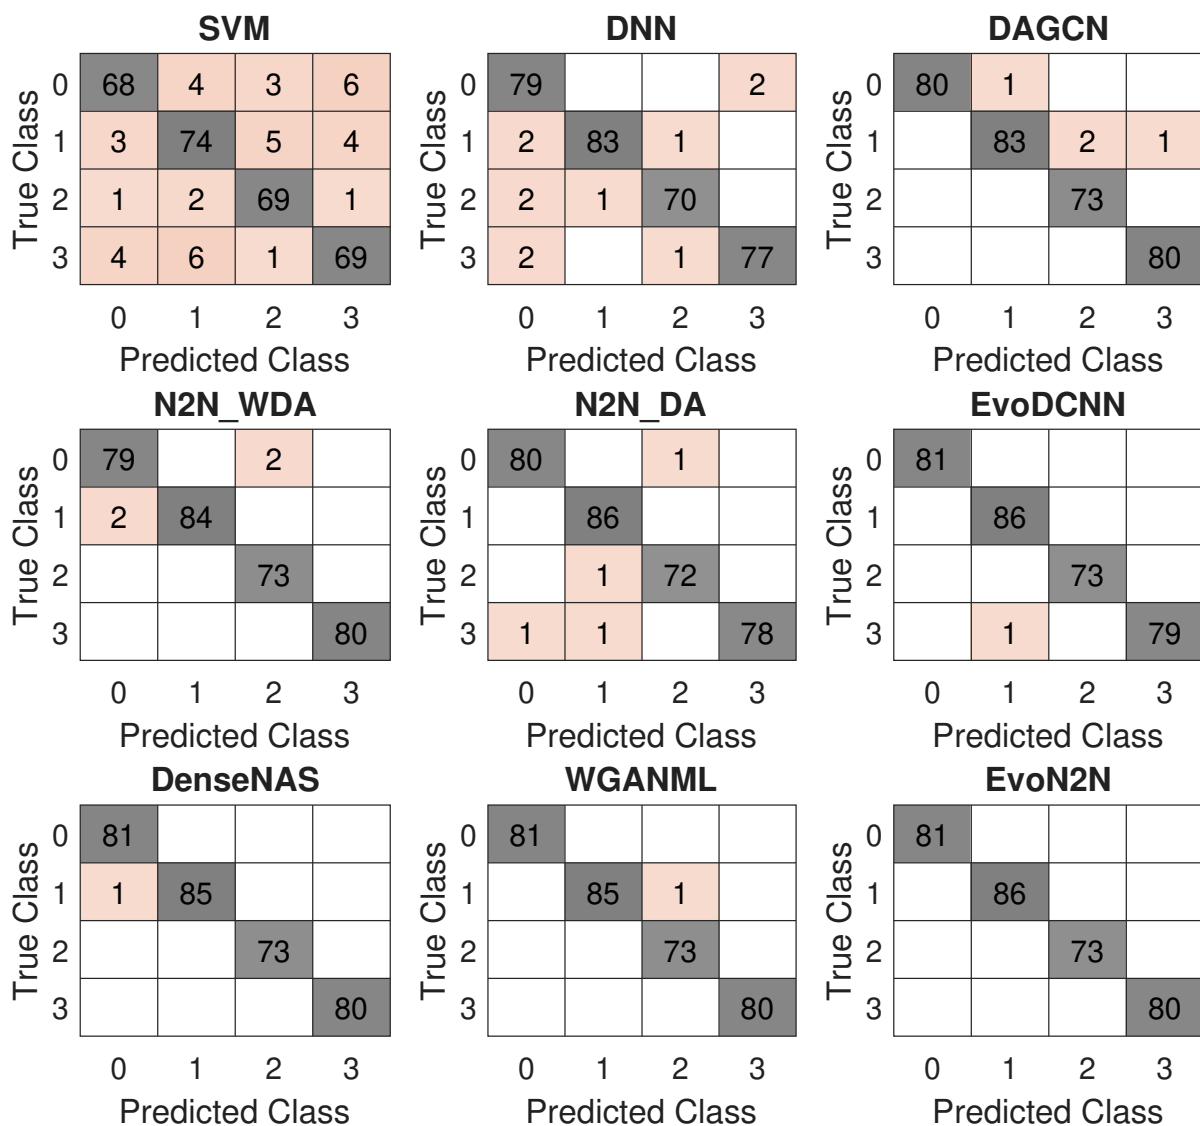 SVM DNN DAGCN
True Class 0 68 4 3 6 True Class 0 79 2 True Class 0 80 1
1 3 74 5 4 1 2 83 1 1 83 2 1
2 1 2 69 1 2 2 1 70 2 73
3 4 6 1 69 3 2 1 77 3 80
0 1 2 3 0 1 2 3 0 1 2 3
Predicted Class Predicted Class Predicted Class
N2N_WDA N2N_DA EvoDCNN
True Class 0 79 2 True Class 0 80 1 True Class 0 81
1 2 84 1 86 1 86
2 73 2 1 72 2 73
3 80 3 1 1 78 3 1 79
0 1 2 3 0 1 2 3 0 1 2 3
Predicted Class Predicted Class Predicted Class
DenseNAS WGANML EvoN2N
True Class 0 81 True Class 0 81 True Class 0 81
1 1 85 1 85 1 1 86
2 73 2 73 2 73
3 80 3 80 3 80
0 1 2 3 0 1 2 3 0 1 2 3
Predicted Class Predicted Class Predicted Class